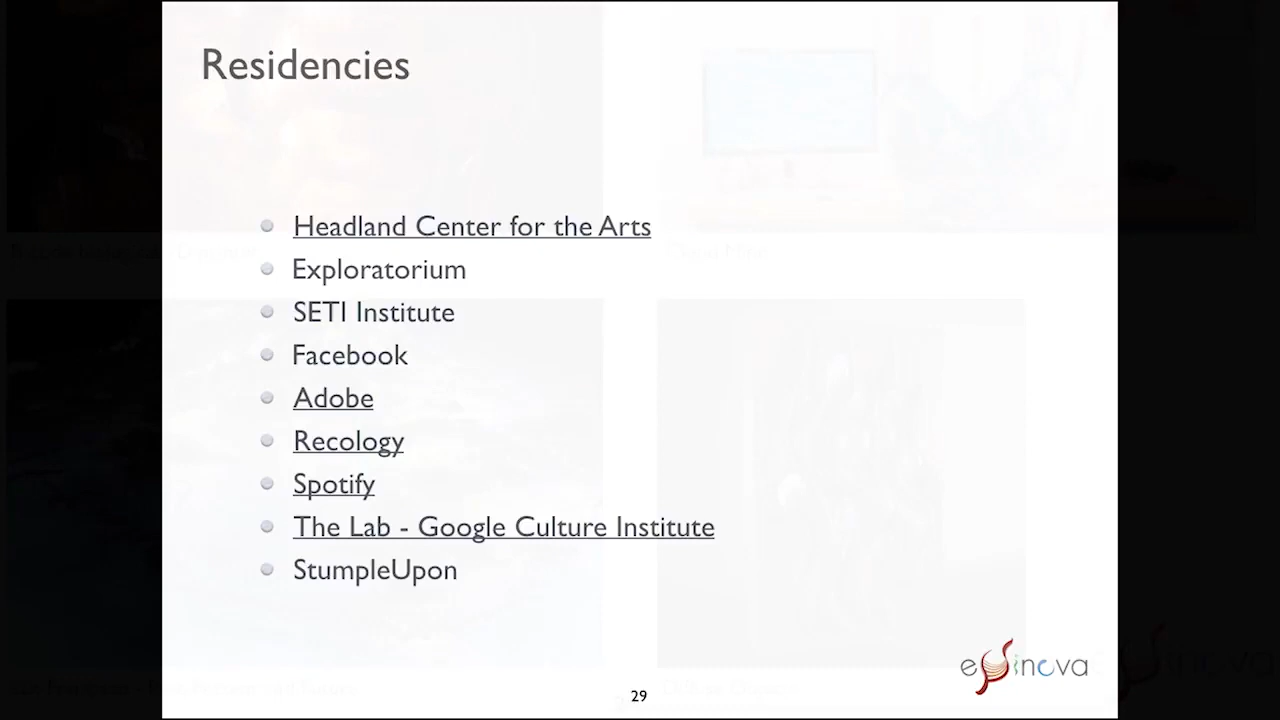 Residencies
Headland Center for the Arts
Exploratorium
SETI Institute
Facebook
Adobe
Recology
Spotify
The Lab - Google Culture Institute
StumpleUpon
29